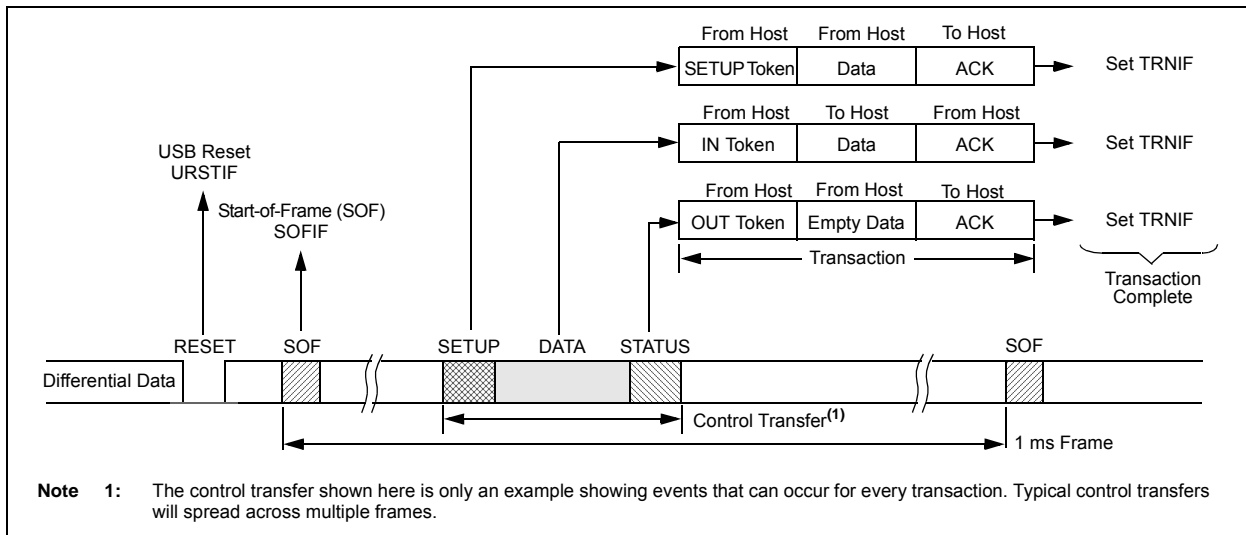 From Host From Host To Host
SETUP Token Data ACK Set TRNIF
From Host To Host From Host
IN Token Data ACK Set TRNIF
USB Reset
URSTIF
From Host From Host To Host
Start-of-Frame (SOF)
SOFIF
OUT Token Empty Data ACK Set TRNIF
Transaction
Transaction
Complete
RESET SOF SETUP DATA STATUS SOF
Differential Data
Control Transfer(1)
1 ms Frame
Note 1: The control transfer shown here is only an example showing events that can occur for every transaction. Typical control transfers
will spread across multiple frames.